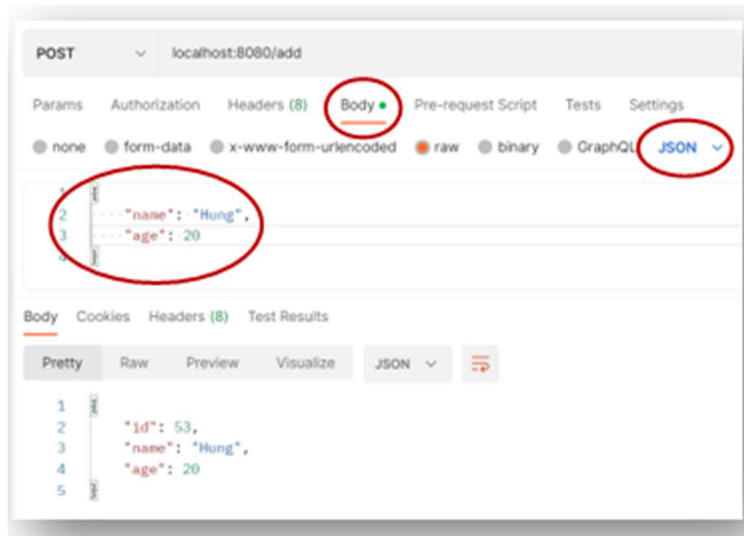 POST localhost:8080/add
Params Authorization Headers (8) Body Pre-request Script Tests Settings
none form-data x-www-form-urlencoded raw binary GraphQL JSON
1 {
2 "name": "Hung",
3 "age": 20
4 }
Body Cookies Headers (8) Test Results
Pretty Raw Preview Visualize JSON
1 {
2 "id": 53,
3 "name": "Hung",
4 "age": 20
5 }